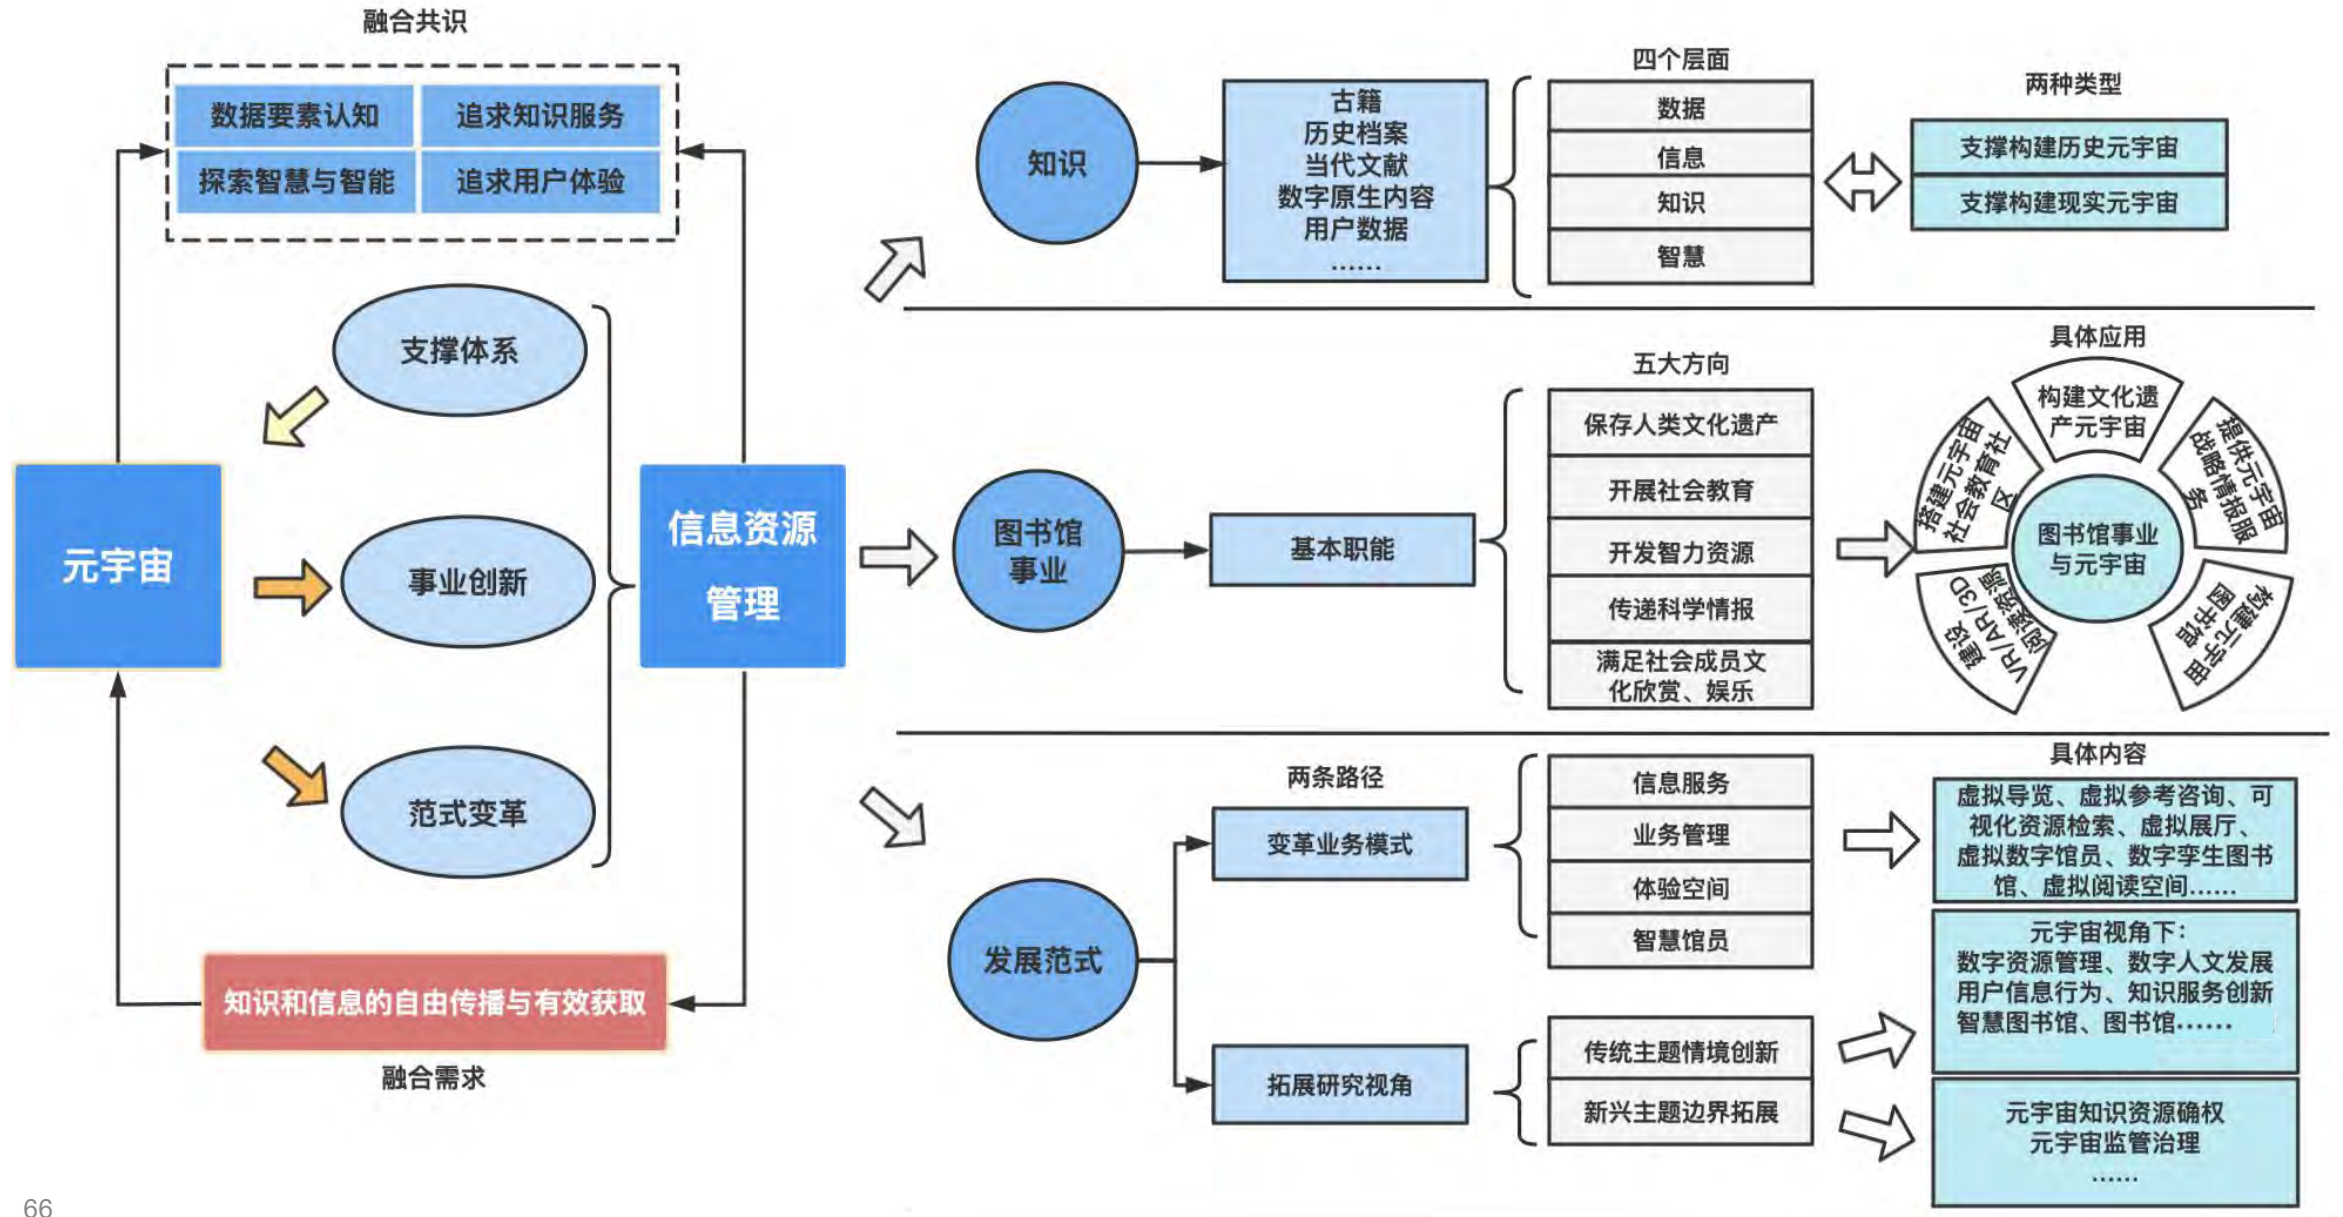 融合共识
数据要素认知
追求知识服务
探索智慧与智能
追求用户体验
支撑体系
元宇宙
事业创新
信息资源
管理
范式变革
知识和信息的自由传播与有效获取
融合需求
知识
古籍
历史档案
当代文献
数字原生内容
用户数据
……
四个层面
数据
信息
知识
智慧
两种类型
支撑构建历史元宇宙
支撑构建现实元宇宙
图书馆
事业
基本职能
五大方向
保存人类文化遗产
开展社会教育
开发智力资源
传递科学情报
满足社会成员文
化欣赏、娱乐
具体应用
构建文化遗
产元宇宙
提供元宇宙
战略情报服
务
构建元宇宙
图书馆
建设
VR/AR/3D
阅读资源
搭建元宇宙
社会教育社
区
图书馆事业
与元宇宙
发展范式
两条路径
变革业务模式
信息服务
业务管理
体验空间
智慧馆员
拓展研究视角
传统主题情境创新
新兴主题边界拓展
具体内容
虚拟导览、虚拟参考咨询、可
视化资源检索、虚拟展厅、
虚拟数字馆员、数字孪生图书
馆、虚拟阅读空间……
元宇宙视角下：
数字资源管理、数字人文发展
用户信息行为、知识服务创新
智慧图书馆、图书馆……
元宇宙知识资源确权
元宇宙监管治理
……
66